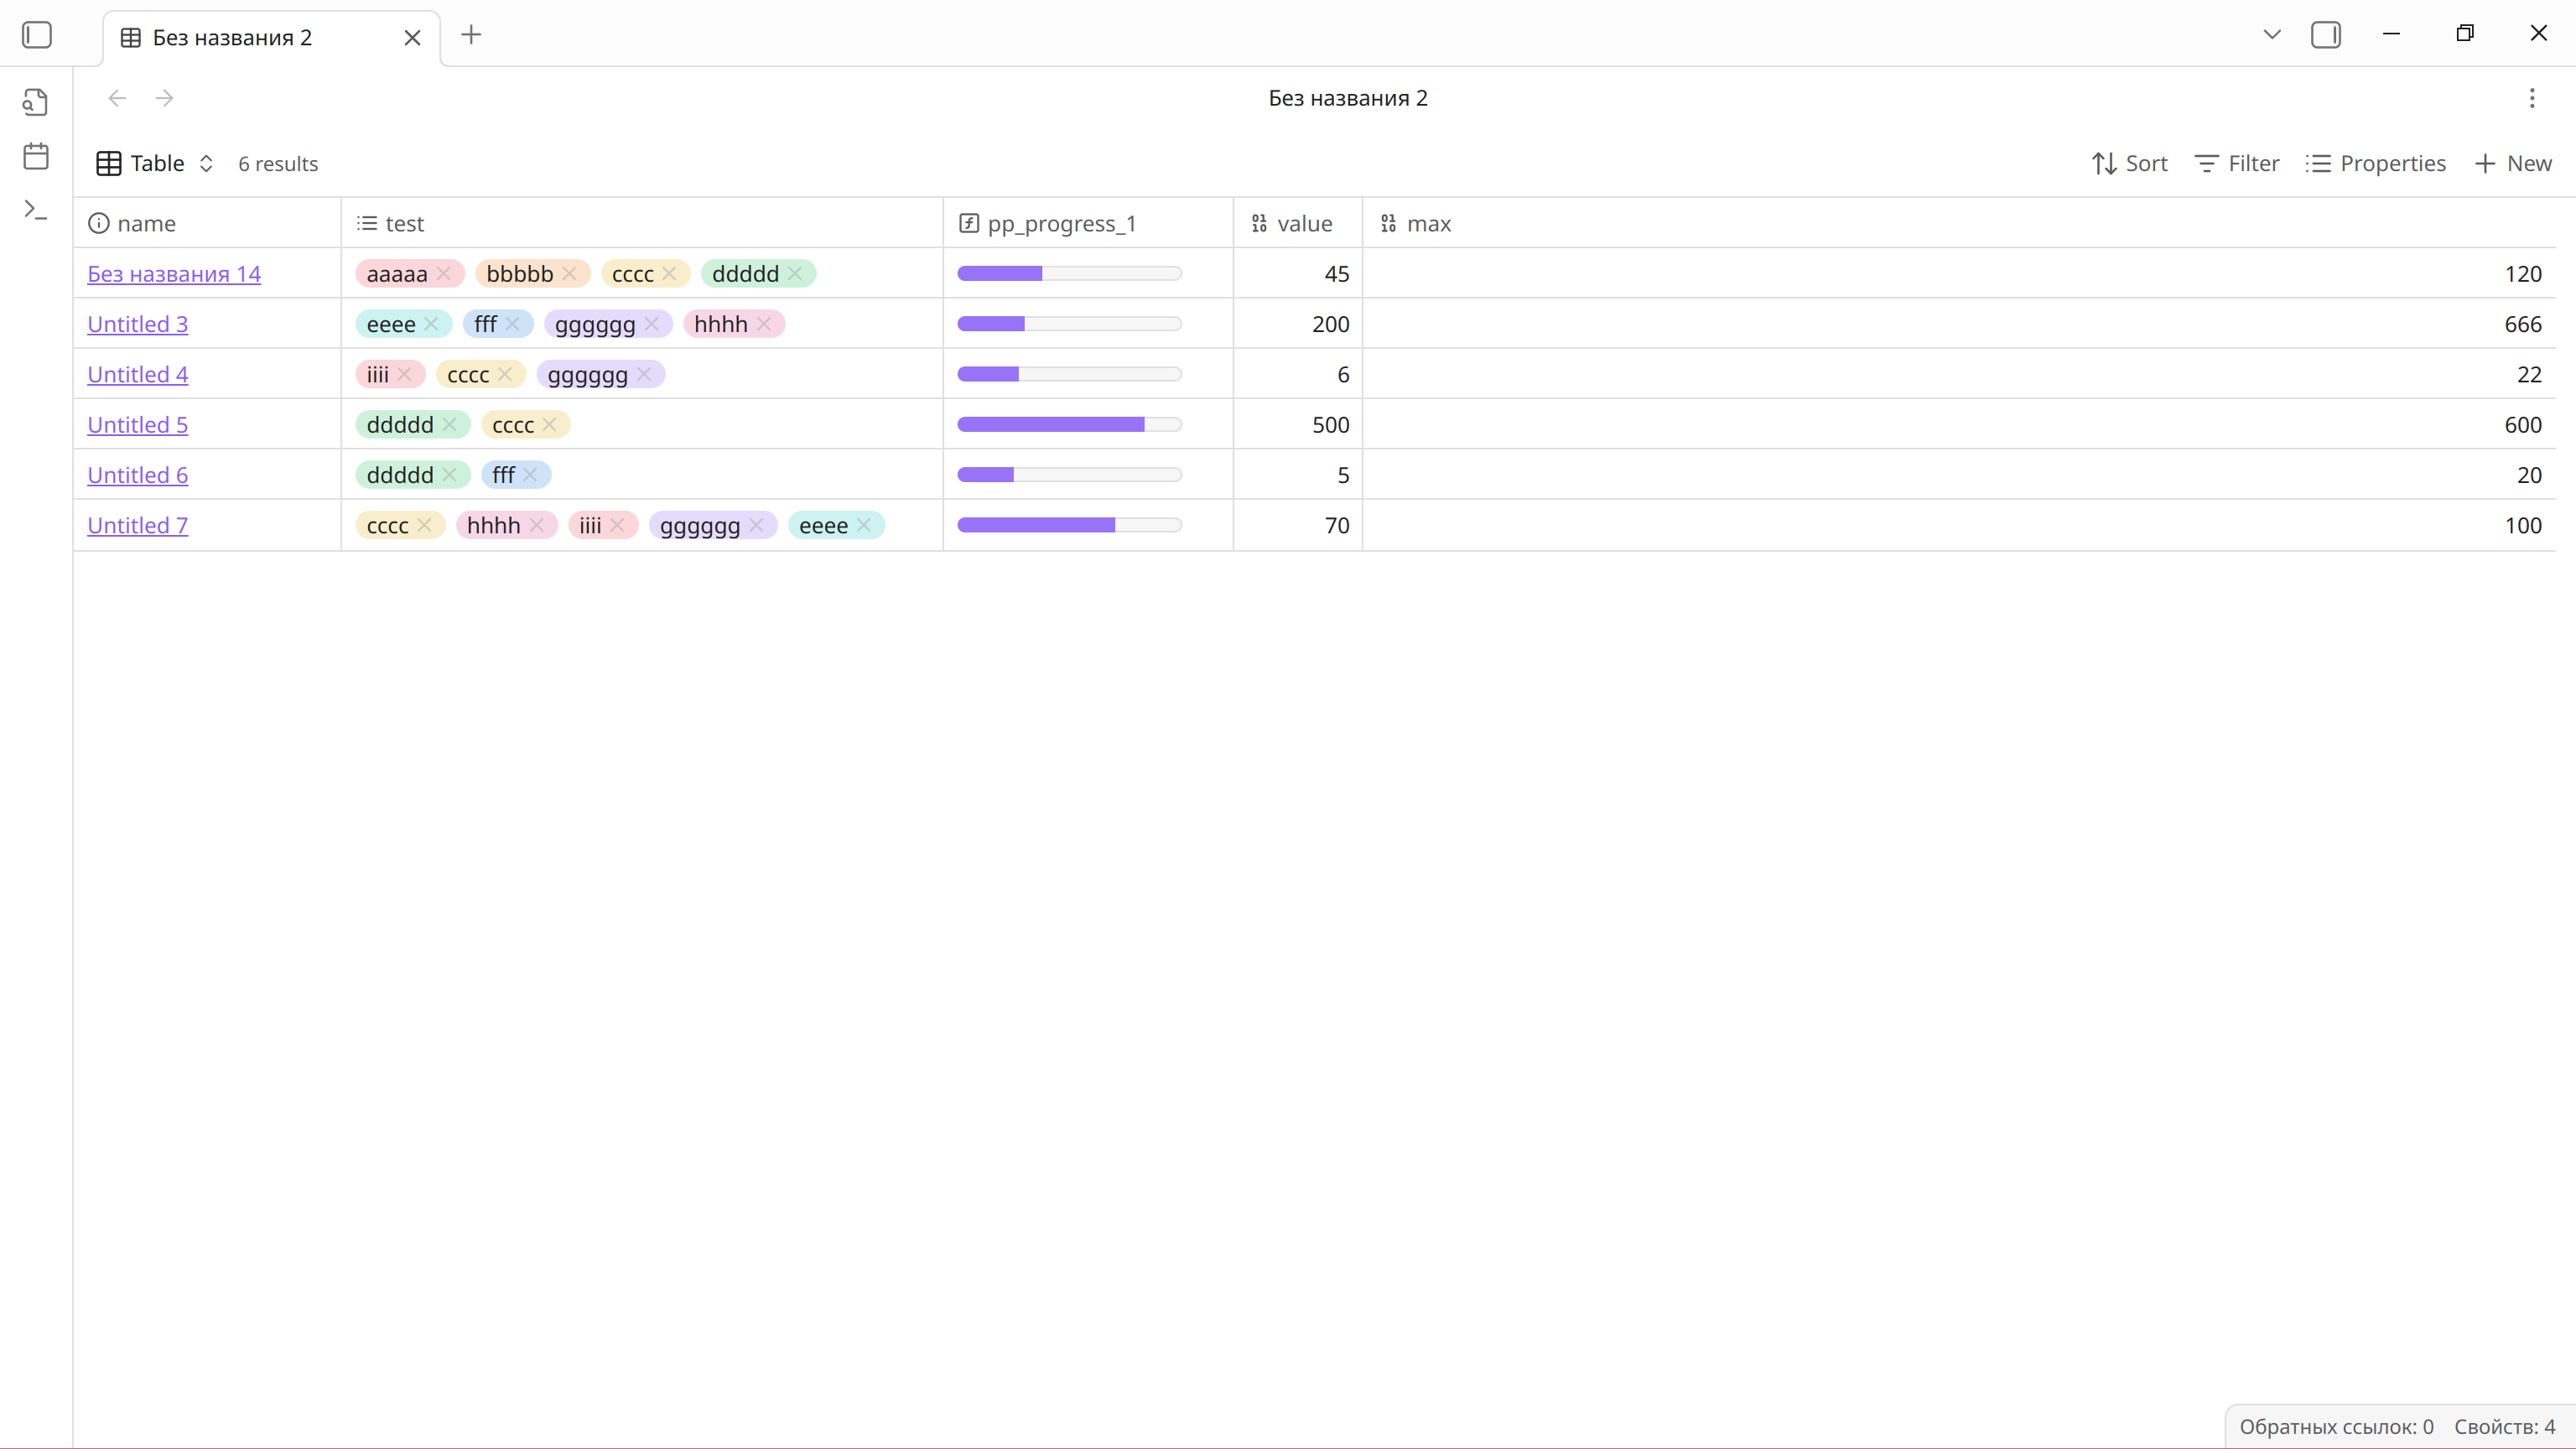 Без названия 2
Без названия 2
Table 6 results Sort Filter Properties New
name test pp_progress_1 value max
Без названия 14 aaaaa bbbbb cccc ddddd 45 120
Untitled 3 eeee fff gggggg hhhh 200 666
Untitled 4 iiii cccc gggggg 6 22
Untitled 5 ddddd cccc 500 600
Untitled 6 ddddd fff 5 20
Untitled 7 cccc hhhh iiii gggggg eeee 70 100
Обратных ссылок: 0 Свойств: 4